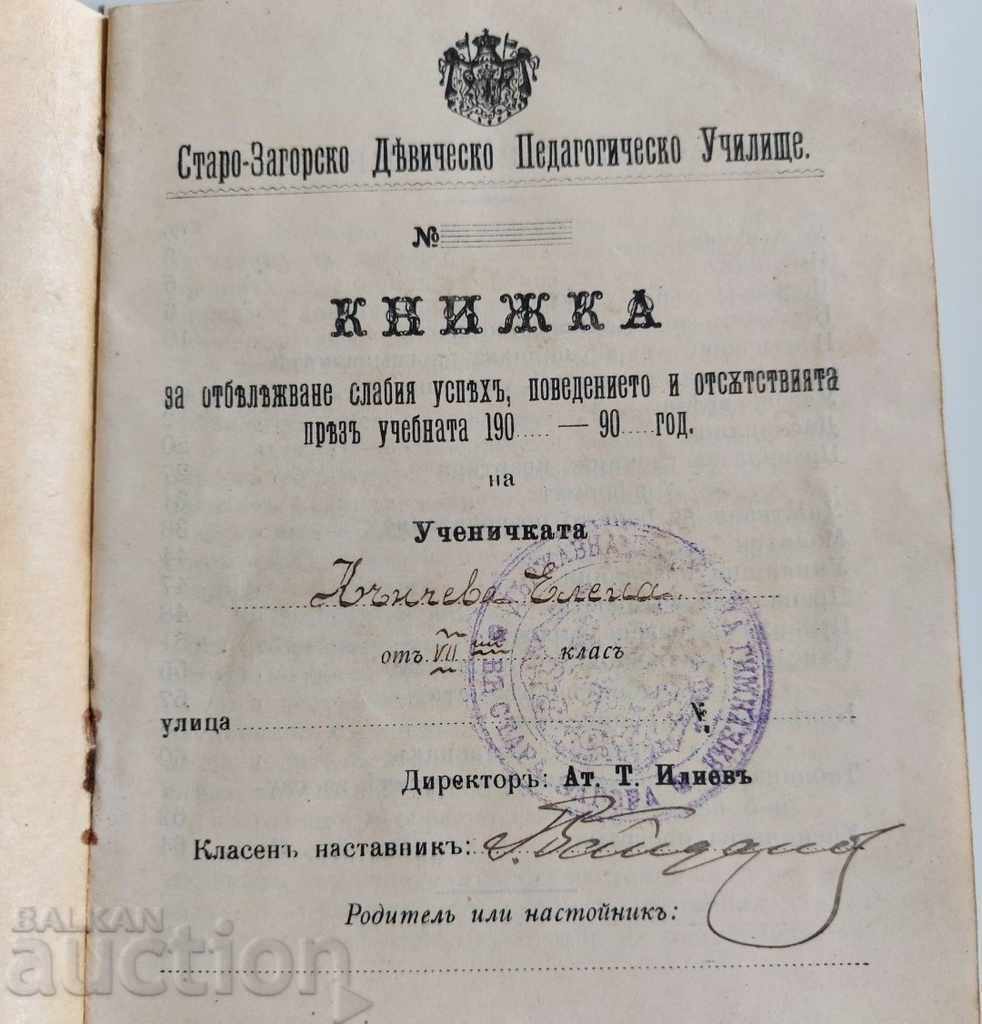 Старо-Загорско Дѣвическо Педагогическо Училище.
№
КНИЖКА
за отбѣлѣжване слабия успѣхъ, поведението и отсѫтствията
прѣзъ учебната 190..... — 90..... год.
на
Ученичката
Кънчева Елена
отъ VII класъ
улица №
Директоръ: Ат. Т. Илиевъ
Класенъ наставникъ:
Родитель или настойникъ:
BALKAN
auction